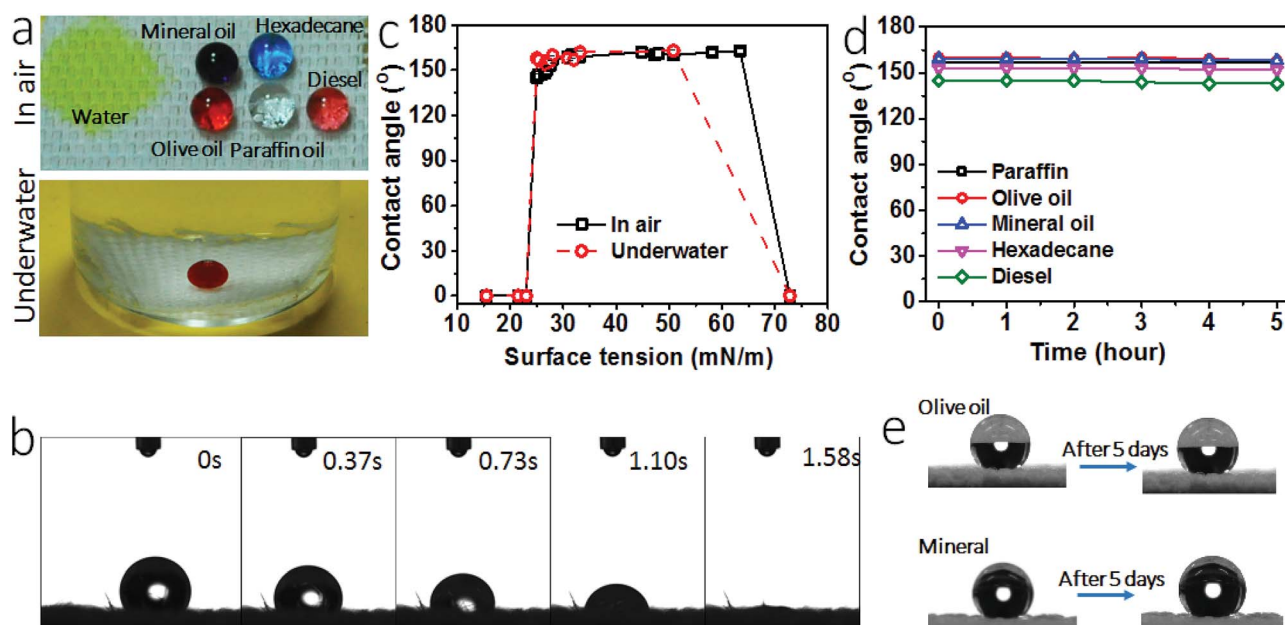 a
In air
Mineral oil
Hexadecane
Water
Diesel
Olive oil
Paraffin oil
Underwater
c
Contact angle (°)
180
150
120
90
60
30
0
In air
Underwater
10 20 30 40 50 60 70 80
Surface tension (mN/m)
d
Contact angle (°)
180
150
120
90
60
30
0
Paraffin
Olive oil
Mineral oil
Hexadecane
Diesel
0 1 2 3 4 5
Time (hour)
b
0s
0.37s
0.73s
1.10s
1.58s
e
Olive oil
After 5 days
Mineral
After 5 days